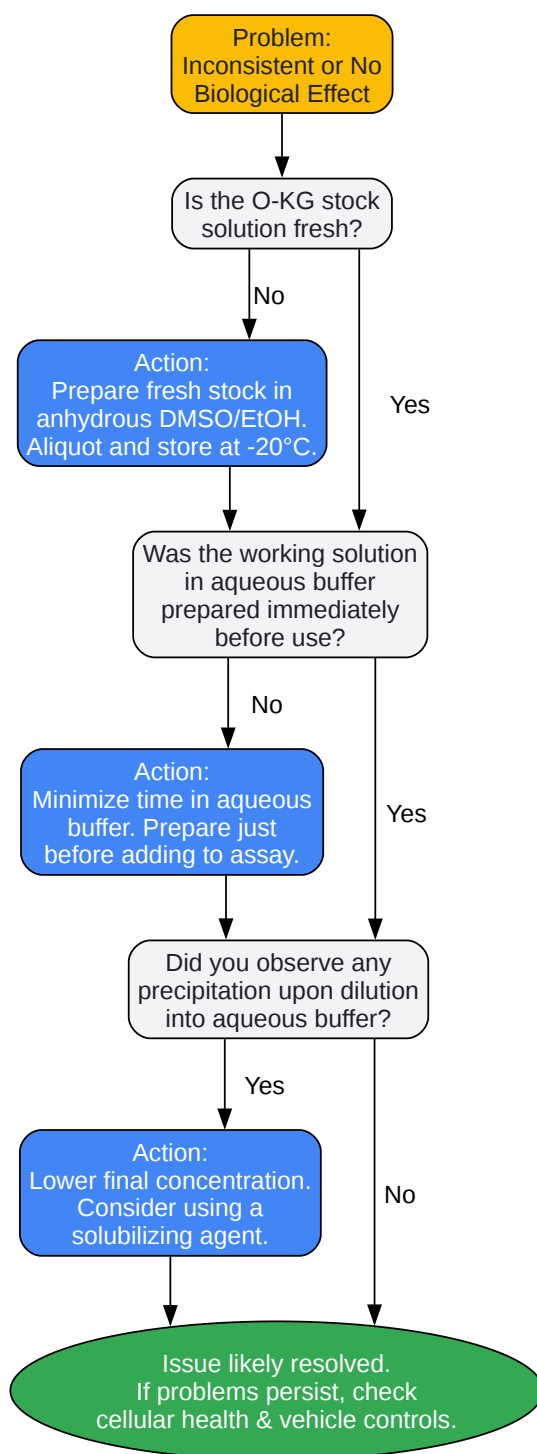 Problem:
Inconsistent or No
Biological Effect
Is the O-KG stock
solution fresh?
No
Action:
Prepare fresh stock in
anhydrous DMSO/EtOH.
Aliquot and store at -20°C.
Yes
Was the working solution
in aqueous buffer
prepared immediately
before use?
No
Action:
Minimize time in aqueous
buffer. Prepare just
before adding to assay.
Yes
Did you observe any
precipitation upon dilution
into aqueous buffer?
Yes
Action:
Lower final concentration.
Consider using a
solubilizing agent.
No
Issue likely resolved.
If problems persist, check
cellular health & vehicle controls.